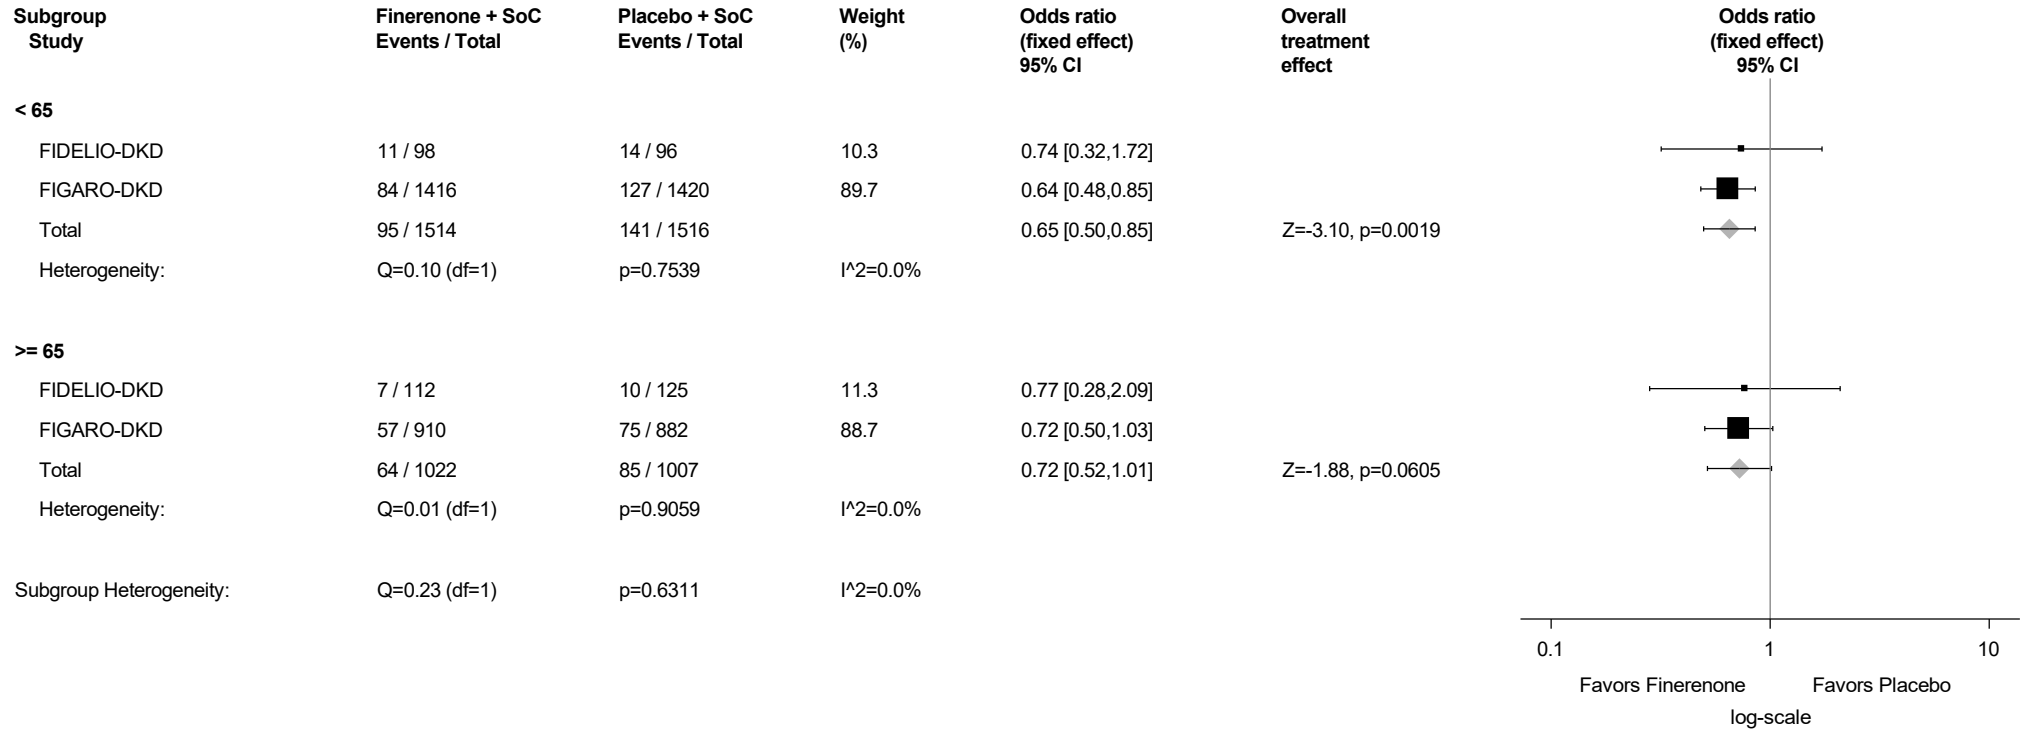 Subgroup Finerenone + SoC Placebo + SoC Weight Odds ratio Overall Odds ratio
Study Events / Total Events / Total (%) (fixed effect) treatment (fixed effect)
95% CI effect 95% CI
< 65
FIDELIO-DKD 11 / 98 14 / 96 10.3 0.74 [0.32,1.72]
FIGARO-DKD 84 / 1416 127 / 1420 89.7 0.64 [0.48,0.85]
Total 95 / 1514 141 / 1516 0.65 [0.50,0.85] Z=-3.10, p=0.0019
Heterogeneity: Q=0.10 (df=1) p=0.7539 I^2=0.0%
>= 65
FIDELIO-DKD 7 / 112 10 / 125 11.3 0.77 [0.28,2.09]
FIGARO-DKD 57 / 910 75 / 882 88.7 0.72 [0.50,1.03]
Total 64 / 1022 85 / 1007 0.72 [0.52,1.01] Z=-1.88, p=0.0605
Heterogeneity: Q=0.01 (df=1) p=0.9059 I^2=0.0%
Subgroup Heterogeneity: Q=0.23 (df=1) p=0.6311 I^2=0.0%
0.1 1 10
Favors Finerenone Favors Placebo
log-scale